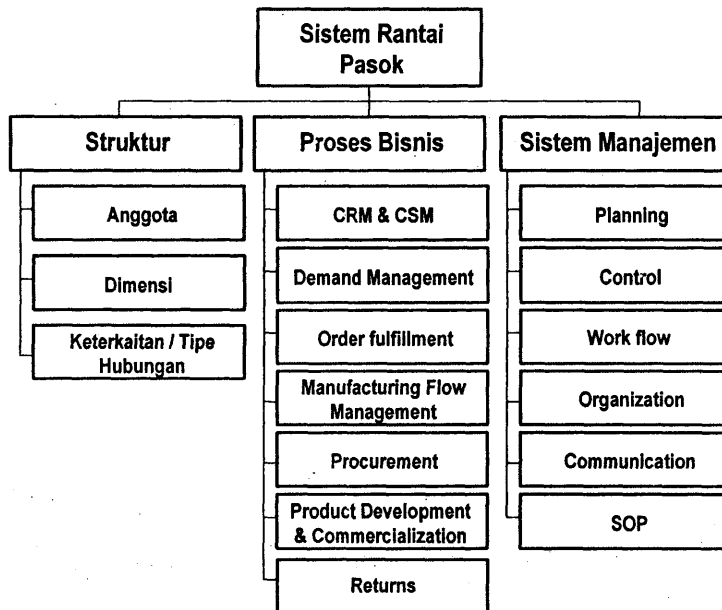 Sistem Rantai
Pasok
Struktur
Anggota
Dimensi
Keterkaitan / Tipe
Hubungan
Proses Bisnis
CRM & CSM
Demand Management
Order fulfillment
Manufacturing Flow
Management
Procurement
Product Development
& Commercialization
Returns
Sistem Manajemen
Planning
Control
Work flow
Organization
Communication
SOP